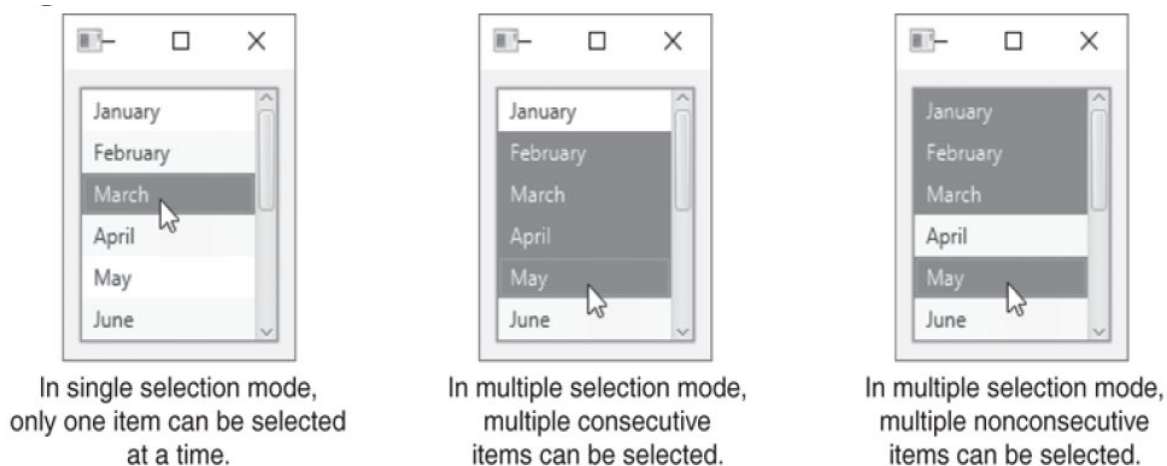 January
February
March
April
May
June
In single selection mode,
only one item can be selected
at a time.
January
February
March
April
May
June
In multiple selection mode,
multiple consecutive
items can be selected.
January
February
March
April
May
June
In multiple selection mode,
multiple nonconsecutive
items can be selected.